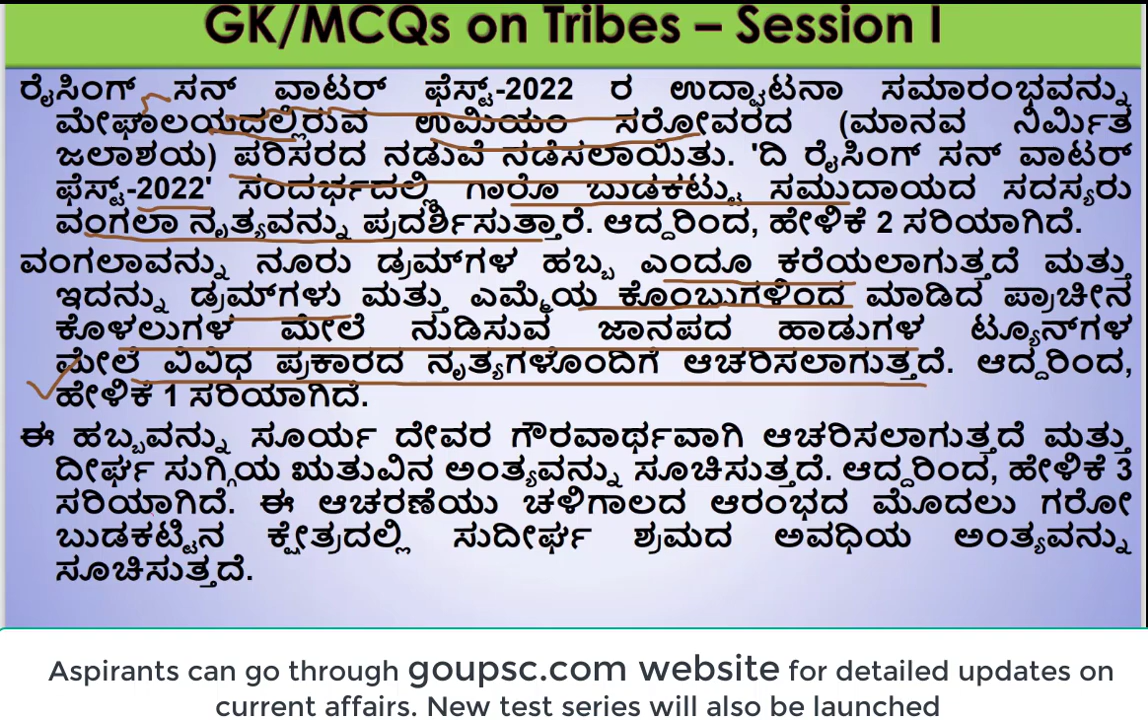 GK/MCQs on Tribes – Session I
ರೈಸಿಂಗ್ ಸನ್ ವಾಟರ್ ಫೆಸ್ಟ್-2022 ರ ಉದ್ಘಾಟನಾ ಸಮಾರಂಭವನ್ನು
ಮೇಘಾಲಯದಲ್ಲಿರುವ ಉಮಿಯಂ ಸರೋವರದ (ಮಾನವ ನಿರ್ಮಿತ
ಜಲಾಶಯ) ಪರಿಸರದ ನಡುವೆ ನಡೆಸಲಾಯಿತು. 'ದಿ ರೈಸಿಂಗ್ ಸನ್ ವಾಟರ್
ಫೆಸ್ಟ್-2022' ಸಂದರ್ಭದಲ್ಲಿ ಗಾರೊ ಬುಡಕಟ್ಟು ಸಮುದಾಯದ ಸದಸ್ಯರು
ವಂಗಲಾ ನೃತ್ಯವನ್ನು ಪ್ರದರ್ಶಿಸುತ್ತಾರೆ. ಆದ್ದರಿಂದ, ಹೇಳಿಕೆ 2 ಸರಿಯಾಗಿದೆ.
ವಂಗಲಾವನ್ನು ನೂರು ಡ್ರಮ್‌ಗಳ ಹಬ್ಬ ಎಂದೂ ಕರೆಯಲಾಗುತ್ತದೆ ಮತ್ತು
ಇದನ್ನು ಡ್ರಮ್‌ಗಳು ಮತ್ತು ಎಮ್ಮೆಯ ಕೊಂಬುಗಳಿಂದ ಮಾಡಿದ ಪ್ರಾಚೀನ
ಕೊಳಲುಗಳ ಮೇಲೆ ನುಡಿಸುವ ಜಾನಪದ ಹಾಡುಗಳ ಟ್ಯೂನ್‌ಗಳ
ಮೇಲೆ ವಿವಿಧ ಪ್ರಕಾರದ ನೃತ್ಯಗಳೊಂದಿಗೆ ಆಚರಿಸಲಾಗುತ್ತದೆ. ಆದ್ದರಿಂದ,
ಹೇಳಿಕೆ 1 ಸರಿಯಾಗಿದೆ.
ಈ ಹಬ್ಬವನ್ನು ಸೂರ್ಯ ದೇವರ ಗೌರವಾರ್ಥವಾಗಿ ಆಚರಿಸಲಾಗುತ್ತದೆ ಮತ್ತು
ದೀರ್ಘ ಸುಗ್ಗಿಯ ಋತುವಿನ ಅಂತ್ಯವನ್ನು ಸೂಚಿಸುತ್ತದೆ. ಆದ್ದರಿಂದ, ಹೇಳಿಕೆ 3
ಸರಿಯಾಗಿದೆ. ಈ ಆಚರಣೆಯು ಚಳಿಗಾಲದ ಆರಂಭದ ಮೊದಲು ಗರೋ
ಬುಡಕಟ್ಟಿನ ಕ್ಷೇತ್ರದಲ್ಲಿ ಸುದೀರ್ಘ ಶ್ರಮದ ಅವಧಿಯ ಅಂತ್ಯವನ್ನು
ಸೂಚಿಸುತ್ತದೆ.
Aspirants can go through goupsc.com website for detailed updates on
current affairs. New test series will also be launched